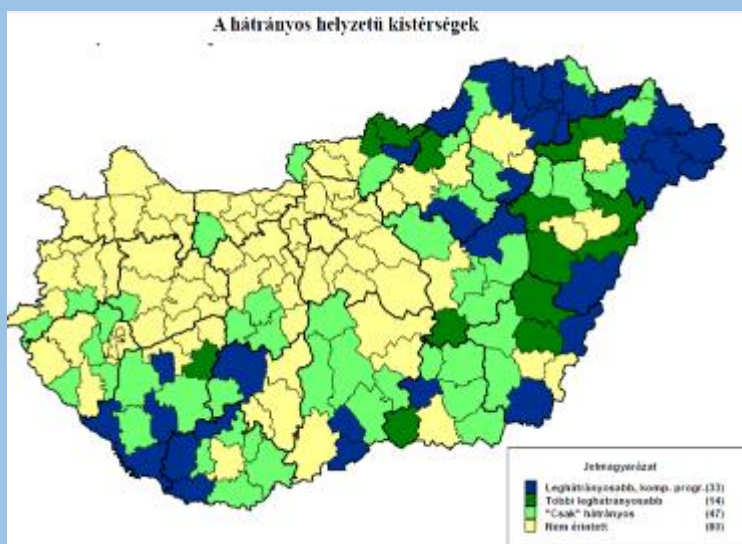 A hátrányos helyzetű kistérségek
Jelmagyarázat
Leghátrányosabb, komp. progr.(33)
Többi leghátrányosabb (14)
"Csak" hátrányos (47)
Nem érintett (80)